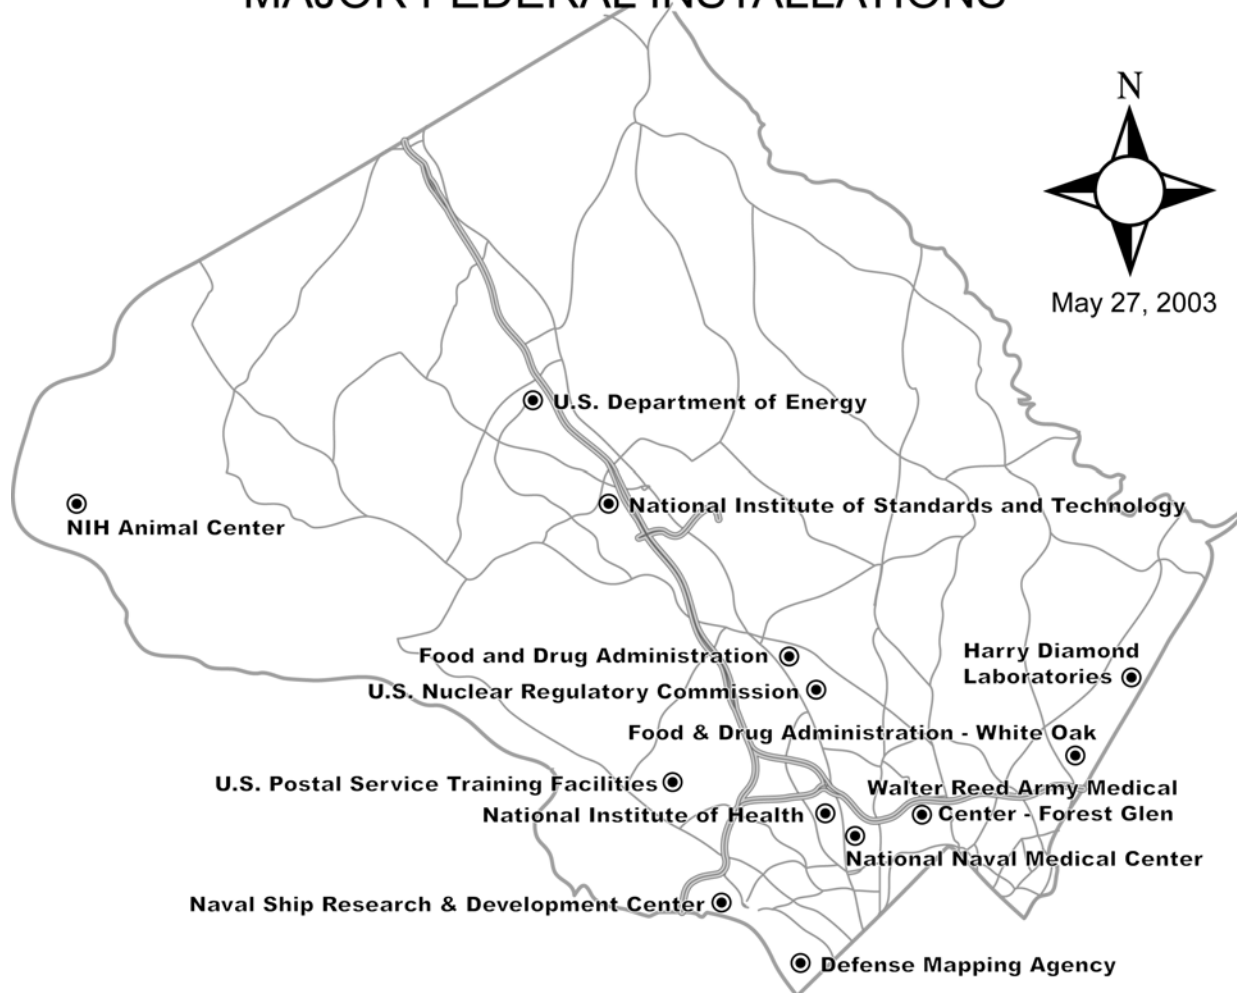 MAJOR FEDERAL INSTALLATIONS
N
May 27, 2003
U.S. Department of Energy
National Institute of Standards and Technology
NIH Animal Center
Food and Drug Administration
Harry Diamond
Laboratories
U.S. Nuclear Regulatory Commission
Food & Drug Administration - White Oak
U.S. Postal Service Training Facilities
Walter Reed Army Medical
Center - Forest Glen
National Institute of Health
National Naval Medical Center
Naval Ship Research & Development Center
Defense Mapping Agency